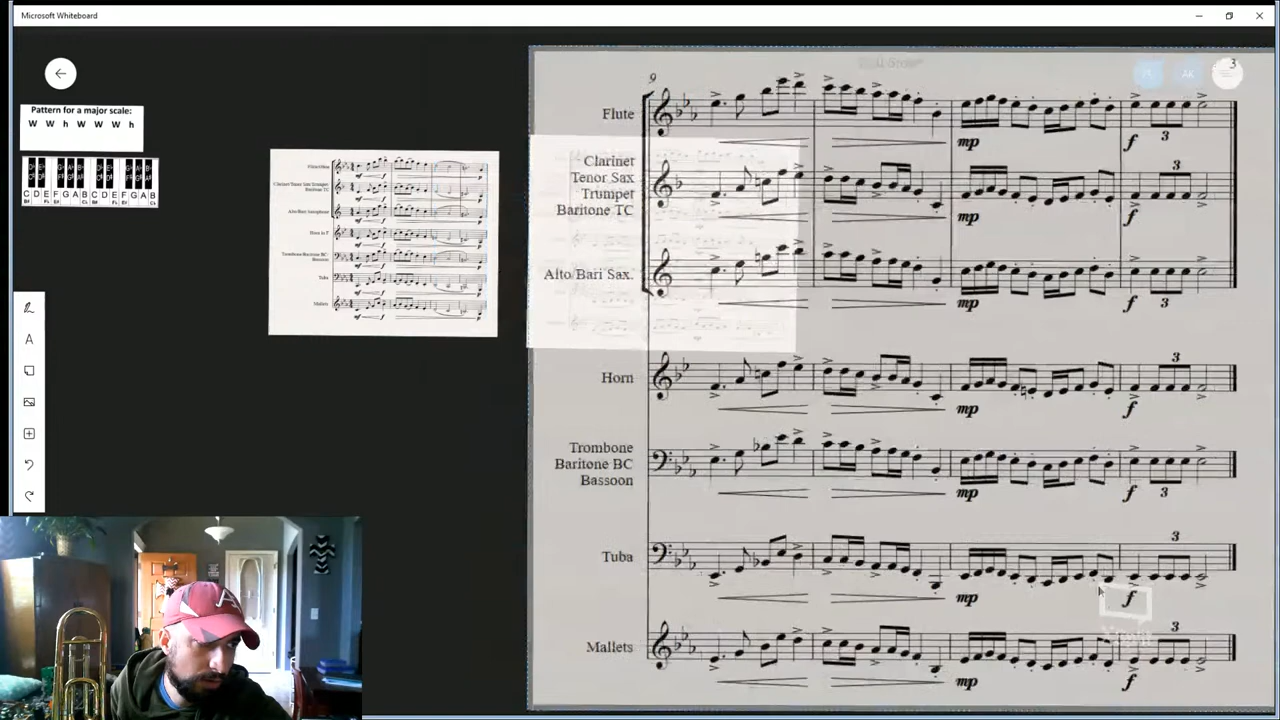 Microsoft Whiteboard
Pattern for a major scale:
W W h W W W h
C D E F G A B C D E F G A B
3
9
Flute
mp
f
3
Clarinet
Tenor Sax
Trumpet
Baritone TC
mp
f
3
Alto/Bari Sax.
mp
f
3
Horn
mp
f
3
Trombone
Baritone BC
Bassoon
mp
f
3
Tuba
mp
f
3
Mallets
mp
f
3
A